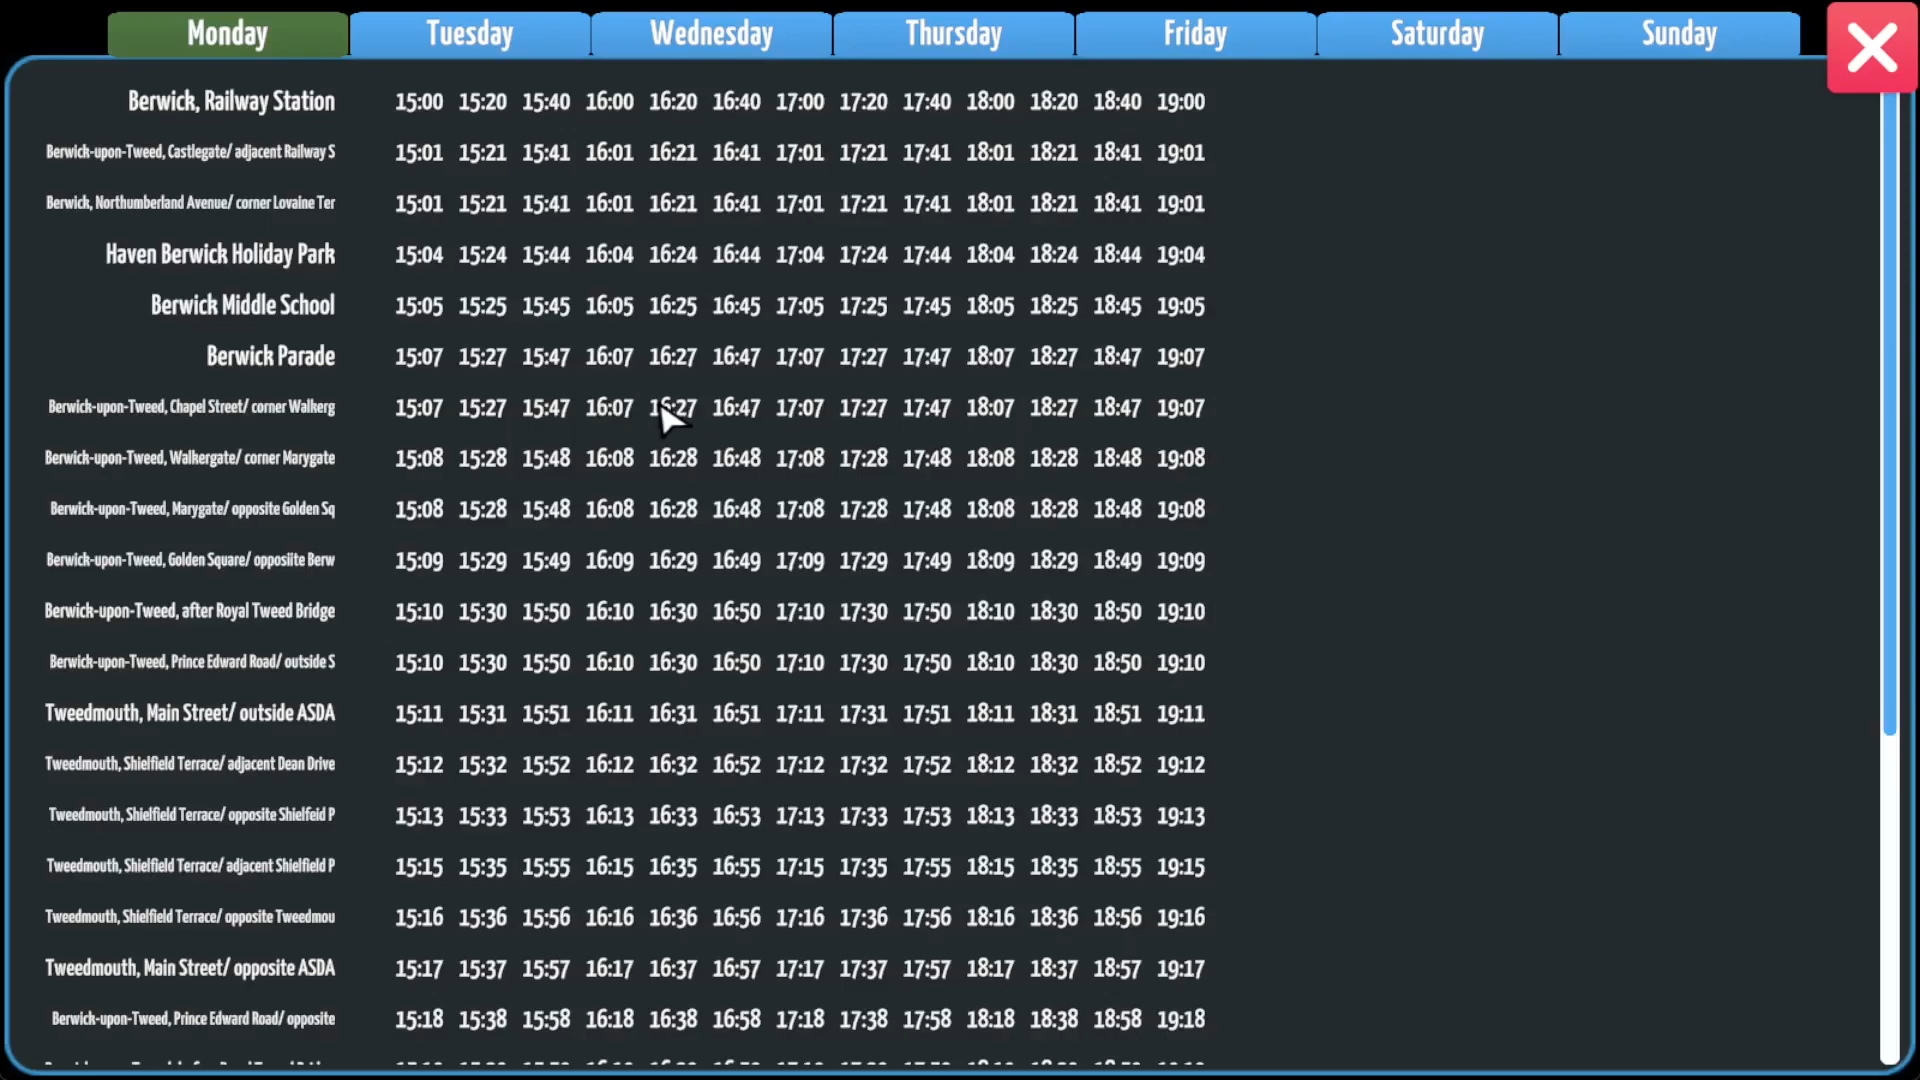 Monday Tuesday Wednesday Thursday Friday Saturday Sunday
Berwick, Railway Station 15:00 15:20 15:40 16:00 16:20 16:40 17:00 17:20 17:40 18:00 18:20 18:40 19:00
Berwick-upon-Tweed, Castlegate/ adjacent Railway S 15:01 15:21 15:41 16:01 16:21 16:41 17:01 17:21 17:41 18:01 18:21 18:41 19:01
Berwick, Northumberland Avenue/ corner Lovaine Ter 15:01 15:21 15:41 16:01 16:21 16:41 17:01 17:21 17:41 18:01 18:21 18:41 19:01
Haven Berwick Holiday Park 15:04 15:24 15:44 16:04 16:24 16:44 17:04 17:24 17:44 18:04 18:24 18:44 19:04
Berwick Middle School 15:05 15:25 15:45 16:05 16:25 16:45 17:05 17:25 17:45 18:05 18:25 18:45 19:05
Berwick Parade 15:07 15:27 15:47 16:07 16:27 16:47 17:07 17:27 17:47 18:07 18:27 18:47 19:07
Berwick-upon-Tweed, Chapel Street/ corner Walkerg 15:07 15:27 15:47 16:07 16:27 16:47 17:07 17:27 17:47 18:07 18:27 18:47 19:07
Berwick-upon-Tweed, Walkergate/ corner Marygate 15:08 15:28 15:48 16:08 16:28 16:48 17:08 17:28 17:48 18:08 18:28 18:48 19:08
Berwick-upon-Tweed, Marygate/ opposite Golden Sq 15:08 15:28 15:48 16:08 16:28 16:48 17:08 17:28 17:48 18:08 18:28 18:48 19:08
Berwick-upon-Tweed, Golden Square/ opposiite Berw 15:09 15:29 15:49 16:09 16:29 16:49 17:09 17:29 17:49 18:09 18:29 18:49 19:09
Berwick-upon-Tweed, after Royal Tweed Bridge 15:10 15:30 15:50 16:10 16:30 16:50 17:10 17:30 17:50 18:10 18:30 18:50 19:10
Berwick-upon-Tweed, Prince Edward Road/ outside S 15:10 15:30 15:50 16:10 16:30 16:50 17:10 17:30 17:50 18:10 18:30 18:50 19:10
Tweedmouth, Main Street/ outside ASDA 15:11 15:31 15:51 16:11 16:31 16:51 17:11 17:31 17:51 18:11 18:31 18:51 19:11
Tweedmouth, Shielfield Terrace/ adjacent Dean Drive 15:12 15:32 15:52 16:12 16:32 16:52 17:12 17:32 17:52 18:12 18:32 18:52 19:12
Tweedmouth, Shielfield Terrace/ opposite Shielfeid P 15:13 15:33 15:53 16:13 16:33 16:53 17:13 17:33 17:53 18:13 18:33 18:53 19:13
Tweedmouth, Shielfield Terrace/ adjacent Shielfield P 15:15 15:35 15:55 16:15 16:35 16:55 17:15 17:35 17:55 18:15 18:35 18:55 19:15
Tweedmouth, Shielfield Terrace/ opposite Tweedmou 15:16 15:36 15:56 16:16 16:36 16:56 17:16 17:36 17:56 18:16 18:36 18:56 19:16
Tweedmouth, Main Street/ opposite ASDA 15:17 15:37 15:57 16:17 16:37 16:57 17:17 17:37 17:57 18:17 18:37 18:57 19:17
Berwick-upon-Tweed, Prince Edward Road/ opposite 15:18 15:38 15:58 16:18 16:38 16:58 17:18 17:38 17:58 18:18 18:38 18:58 19:18